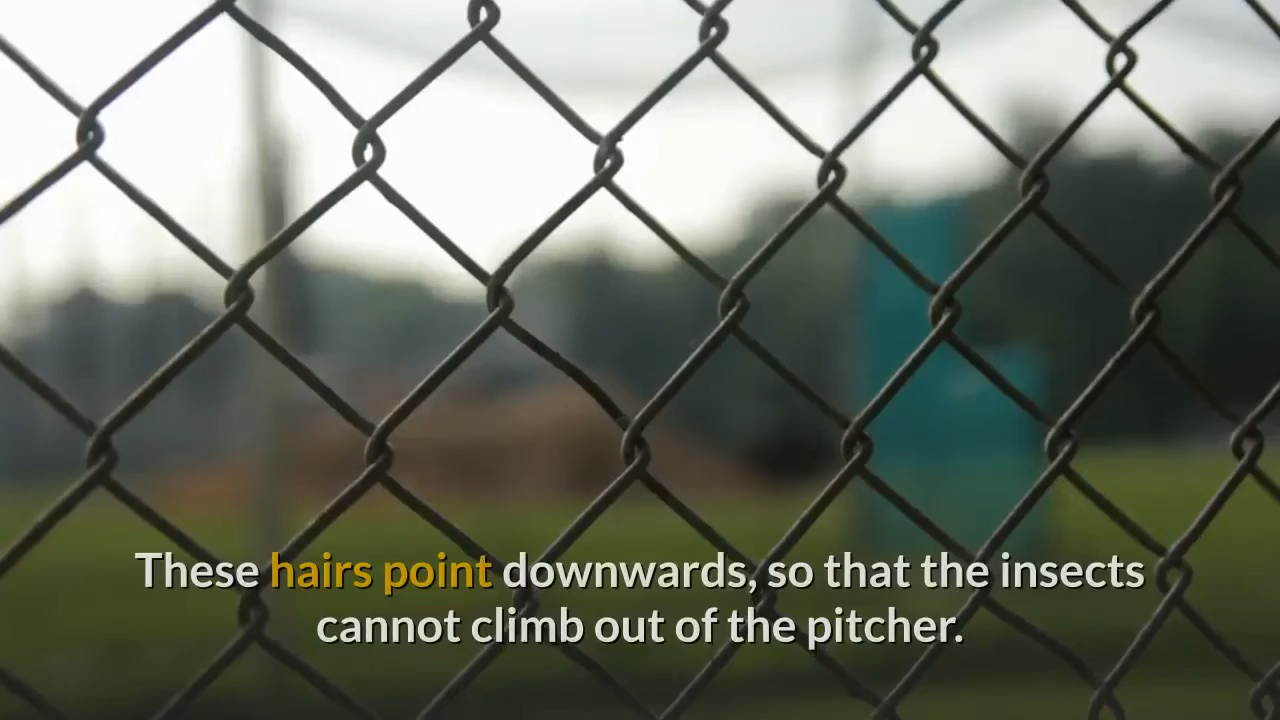 These hairs point downwards, so that the insects
cannot climb out of the pitcher.